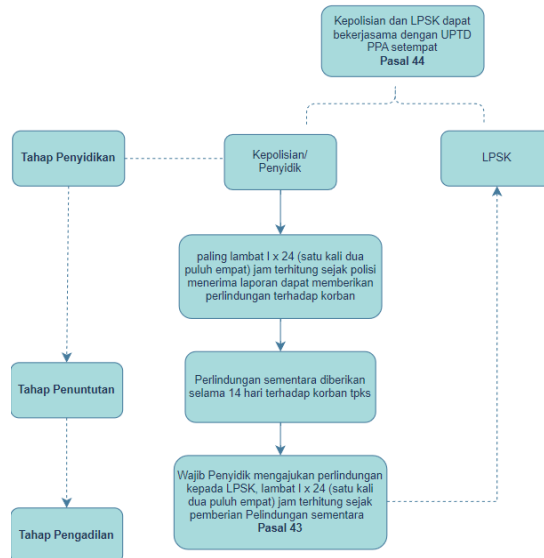 Kepolisian dan LPSK dapat
bekerjasama dengan UPTD
PPA setempat
Pasal 44
Tahap Penyidikan
Kepolisian/
Penyidik
LPSK
paling lambat I x 24 (satu kali dua
puluh empat) jam terhitung sejak polisi
menerima laporan dapat memberikan
perlindungan terhadap korban
Tahap Penuntutan
Perlindungan sementara diberikan
selama 14 hari terhadap korban tpks
Wajib Penyidik mengajukan perlindungan
kepada LPSK, lambat I x 24 (satu kali
dua puluh empat) jam terhitung sejak
pemberian Pelindungan sementara
Pasal 43
Tahap Pengadilan